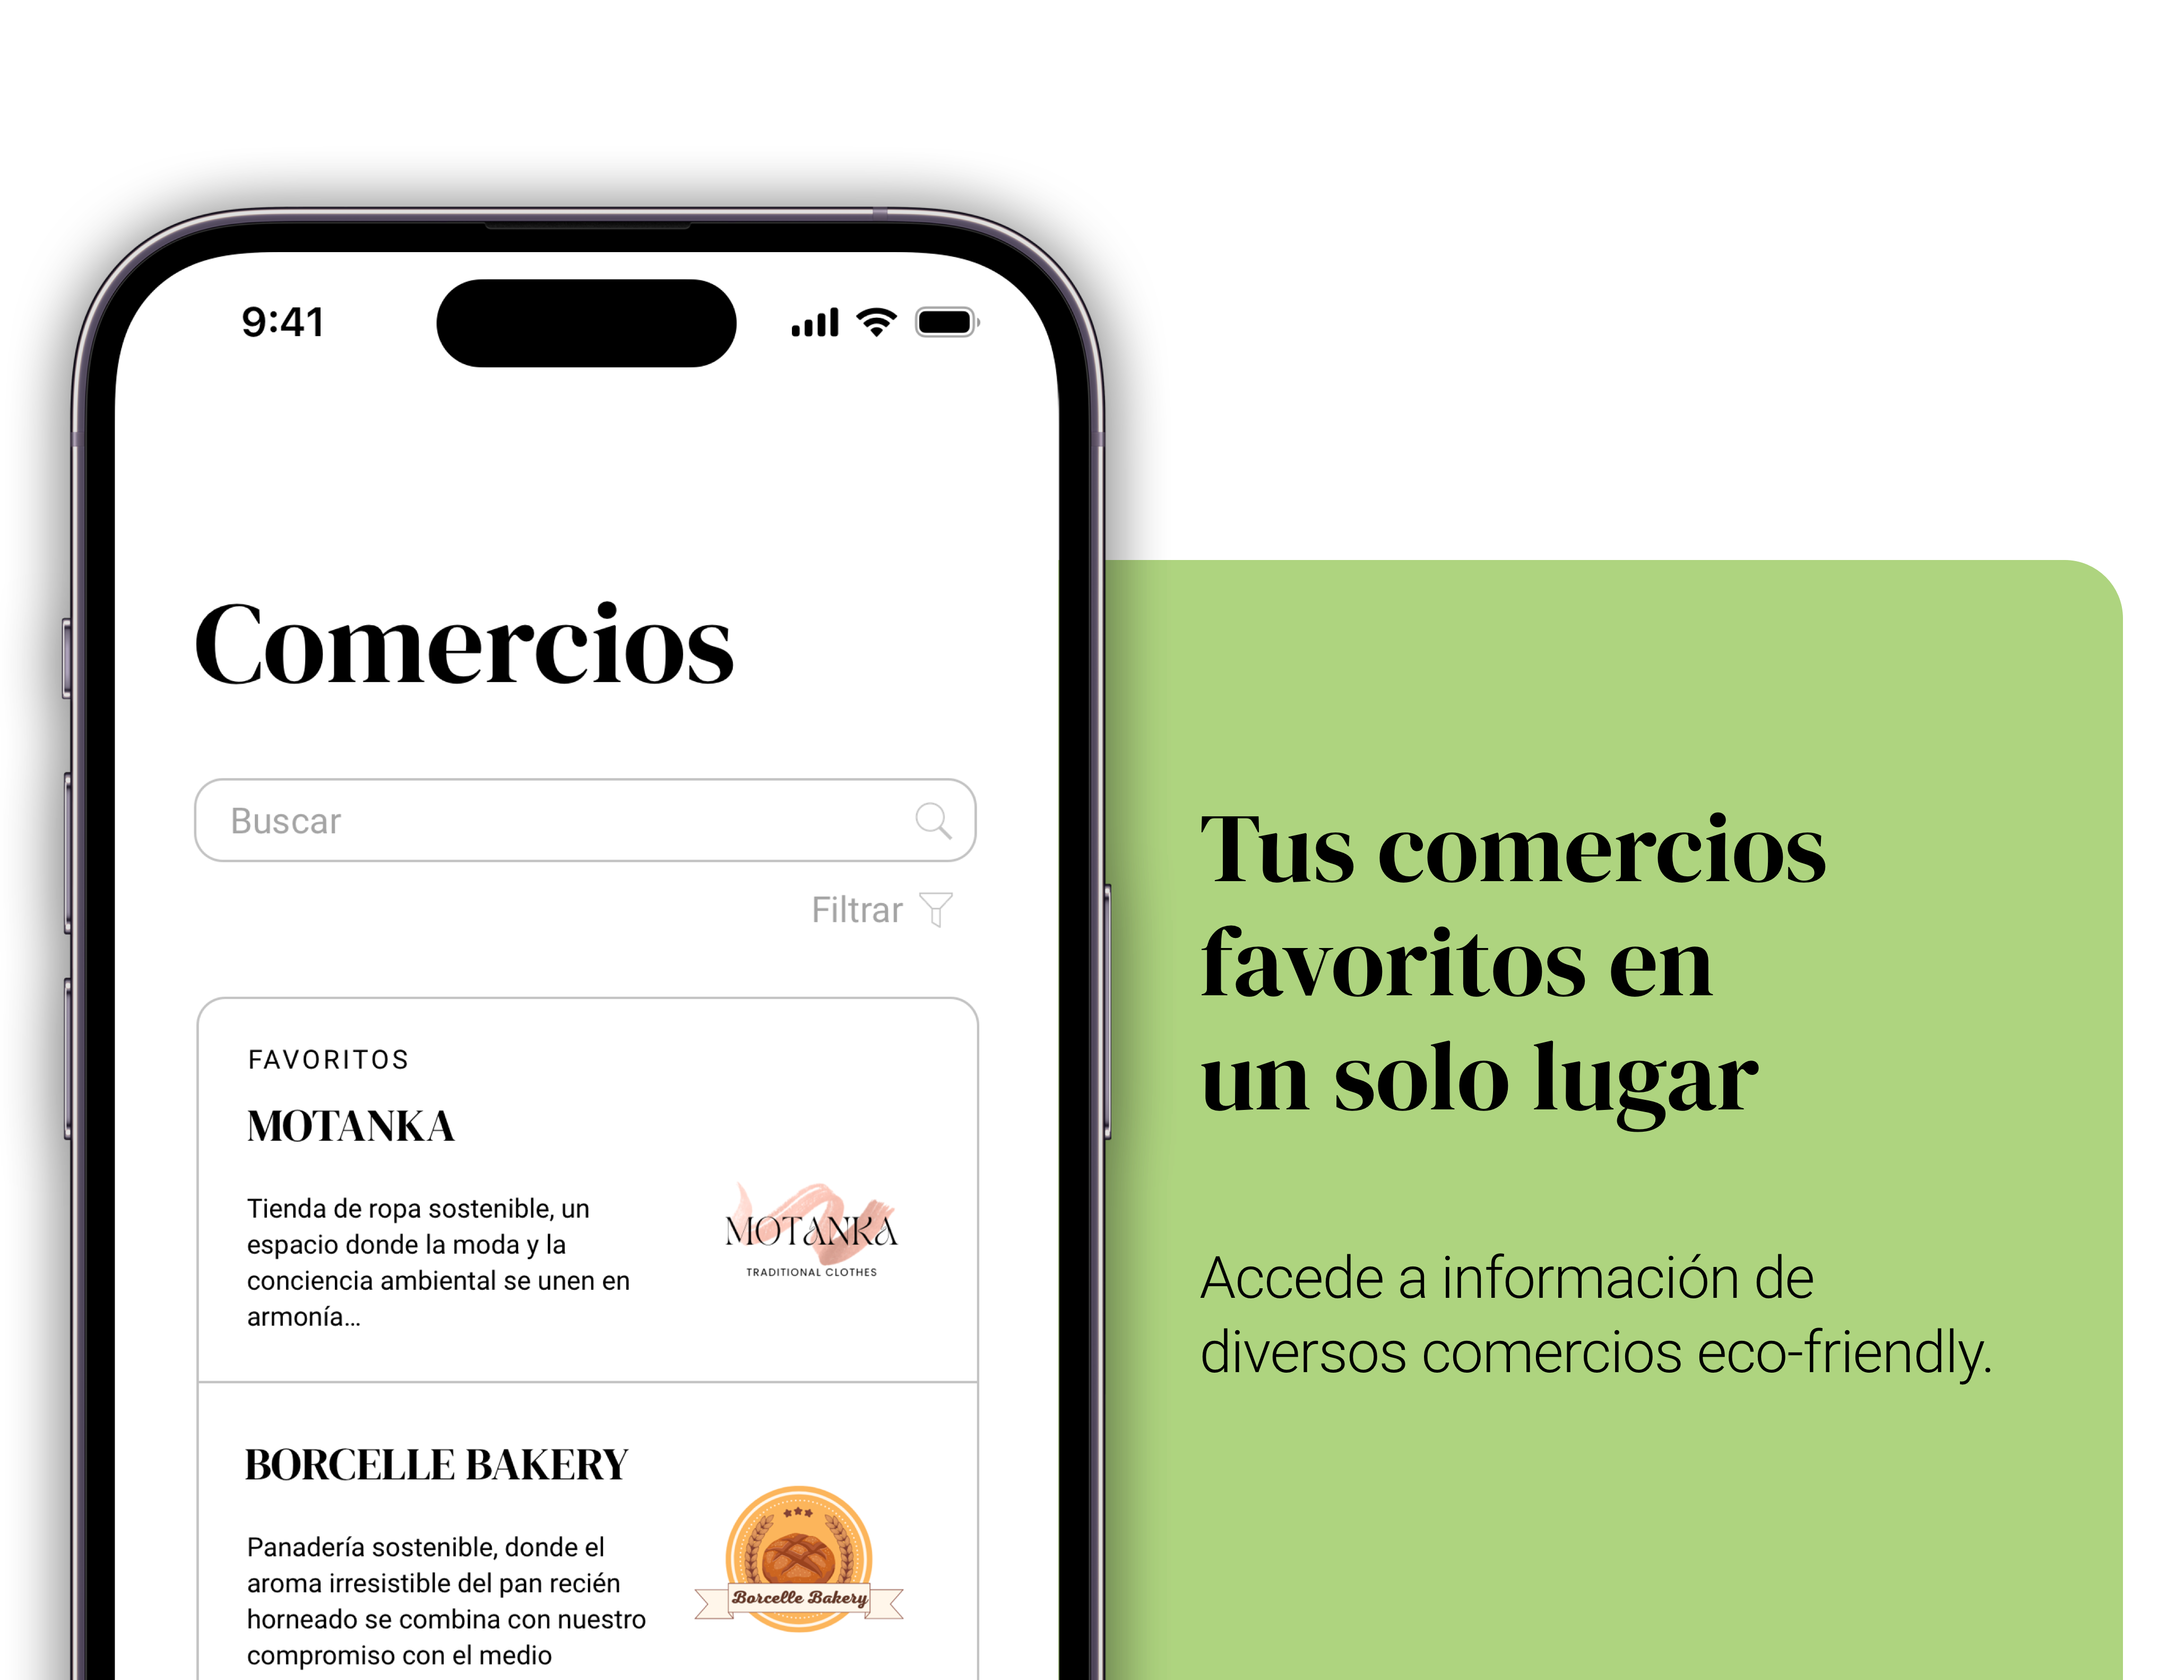 9:41
Comercios
Buscar
Filtrar
FAVORITOS
MOTANKA
Tienda de ropa sostenible, un
espacio donde la moda y la
conciencia ambiental se unen en
armonía...
MOTANKA
TRADITIONAL CLOTHES
BORCELLE BAKERY
Panadería sostenible, donde el
aroma irresistible del pan recién
horneado se combina con nuestro
compromiso con el medio
Borcelle Bakery
Tus comercios
favoritos en
un solo lugar
Accede a información de
diversos comercios eco-friendly.